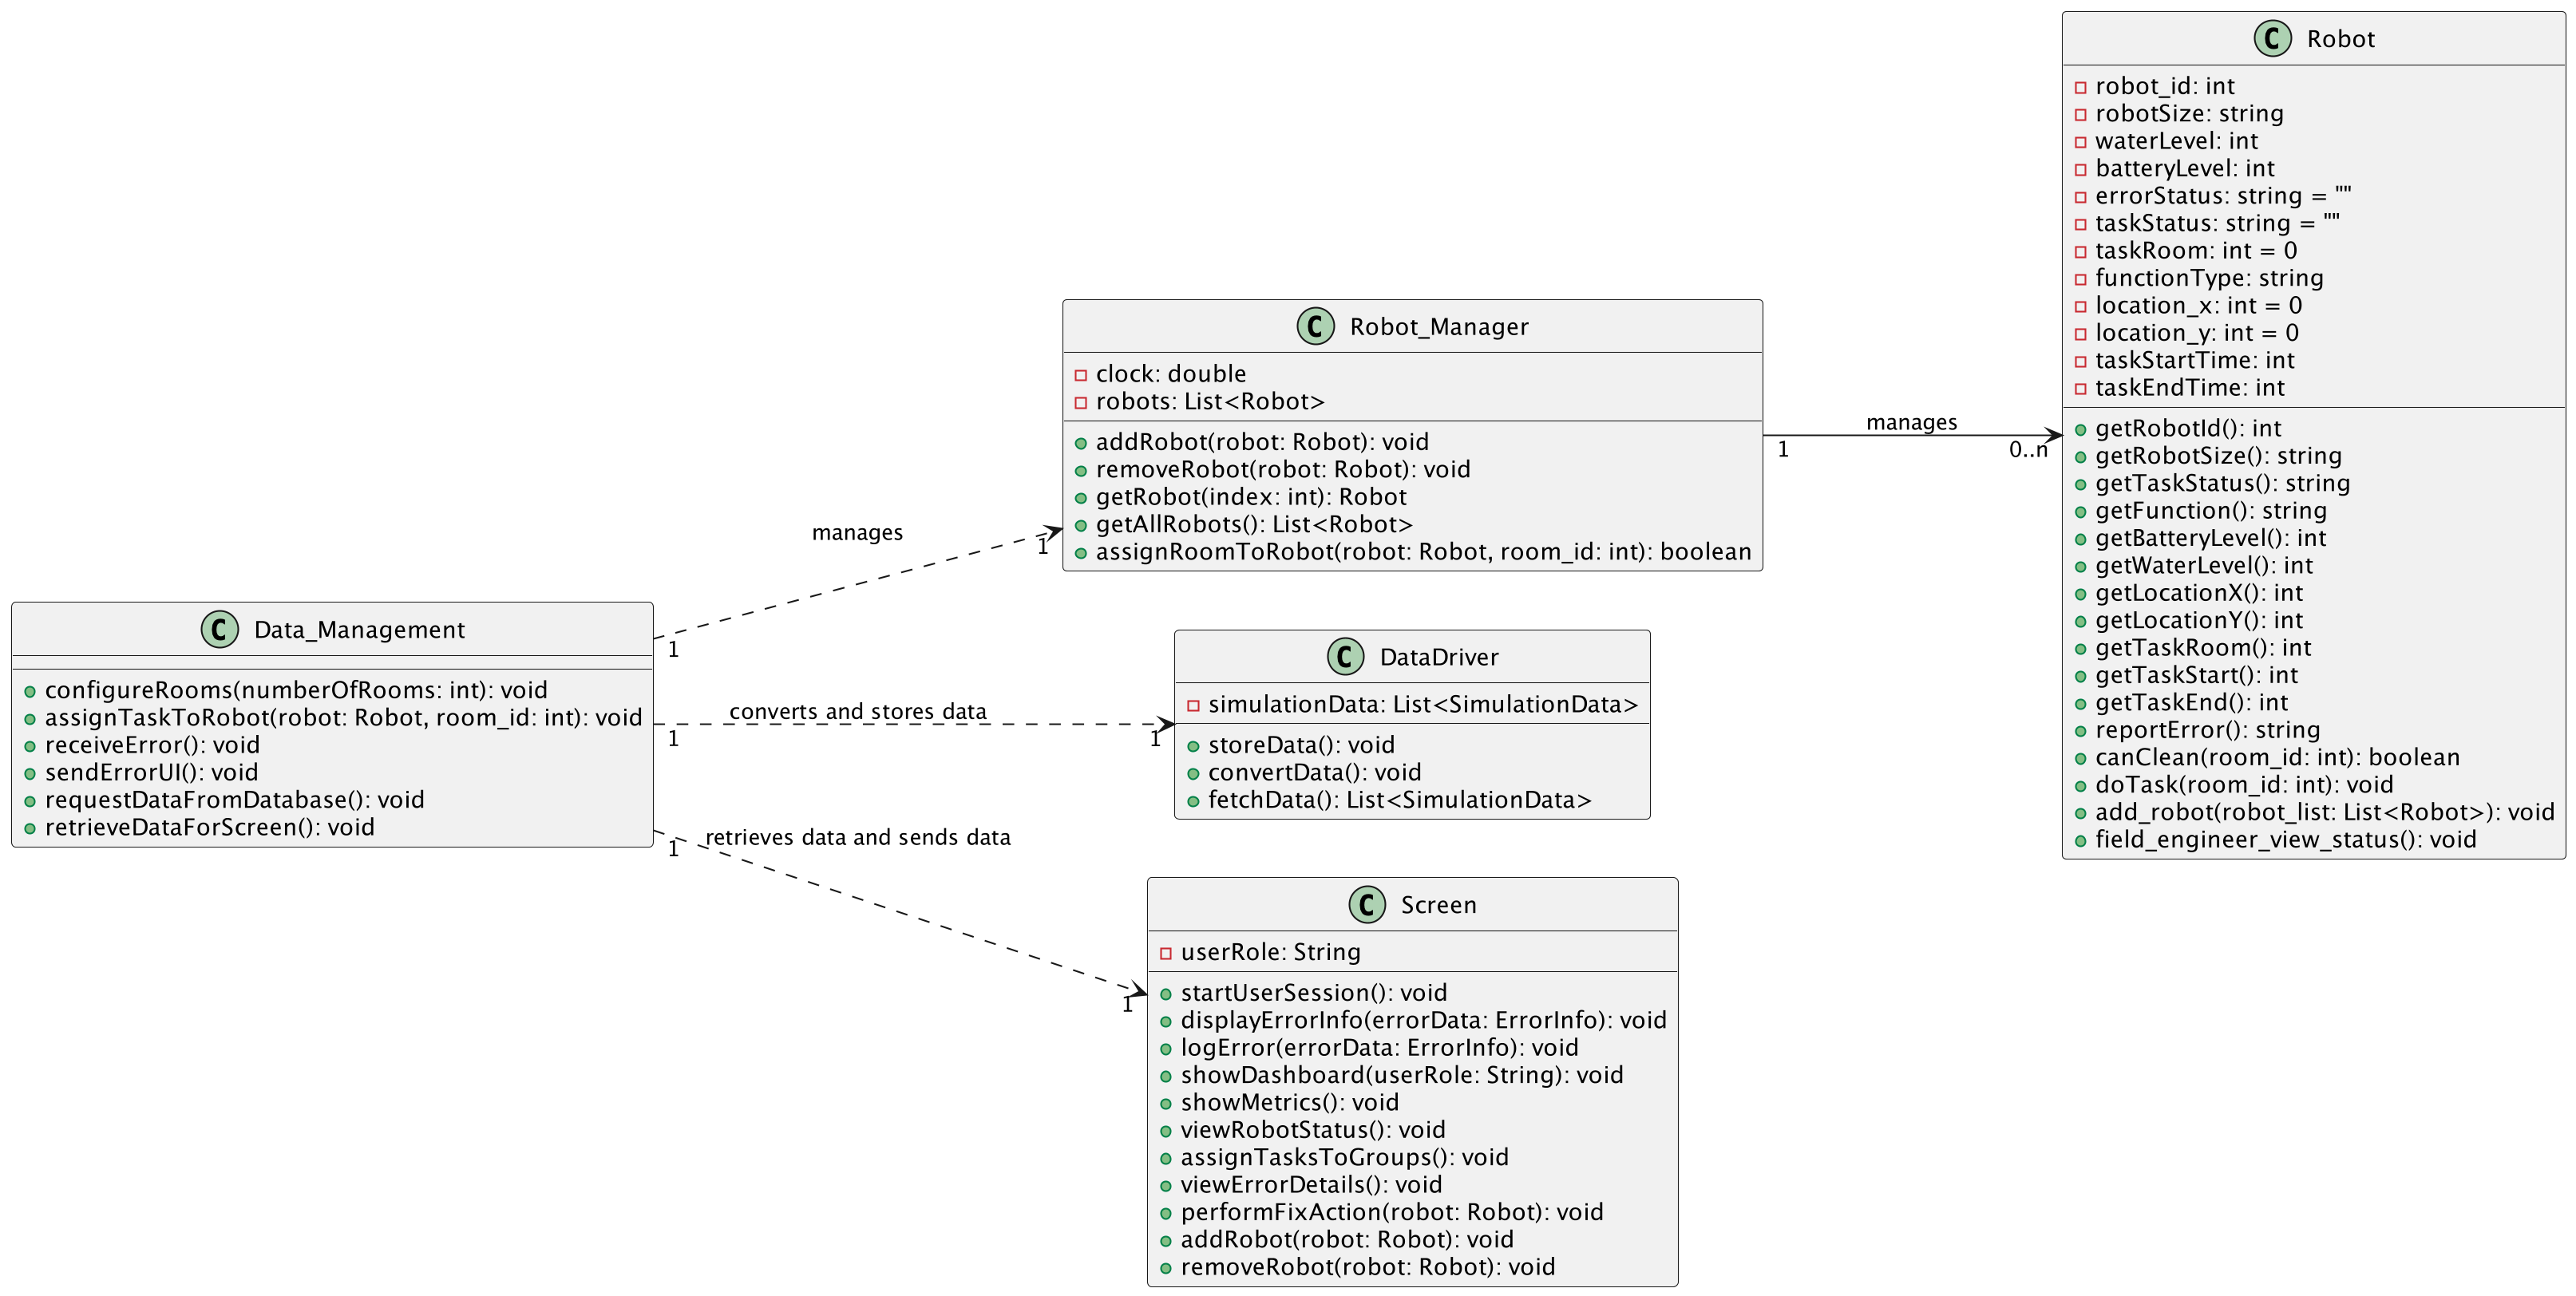 C Data_Management
configureRooms(numberOfRooms: int): void
assignTaskToRobot(robot: Robot, room_id: int): void
receiveError(): void
sendErrorUI(): void
requestDataFromDatabase(): void
retrieveDataForScreen(): void
manages
1
1
converts and stores data
1
1
retrieves data and sends data
1
1
C Robot_Manager
clock: double
robots: List<Robot>
addRobot(robot: Robot): void
removeRobot(robot: Robot): void
getRobot(index: int): Robot
getAllRobots(): List<Robot>
assignRoomToRobot(robot: Robot, room_id: int): boolean
C DataDriver
simulationData: List<SimulationData>
storeData(): void
convertData(): void
fetchData(): List<SimulationData>
C Screen
userRole: String
startUserSession(): void
displayErrorInfo(errorData: ErrorInfo): void
logError(errorData: ErrorInfo): void
showDashboard(userRole: String): void
showMetrics(): void
viewRobotStatus(): void
assignTasksToGroups(): void
viewErrorDetails(): void
performFixAction(robot: Robot): void
addRobot(robot: Robot): void
removeRobot(robot: Robot): void
manages
1
0..n
C Robot
robot_id: int
robotSize: string
waterLevel: int
batteryLevel: int
errorStatus: string = ""
taskStatus: string = ""
taskRoom: int = 0
functionType: string
location_x: int = 0
location_y: int = 0
taskStartTime: int
taskEndTime: int
getRobotId(): int
getRobotSize(): string
getTaskStatus(): string
getFunction(): string
getBatteryLevel(): int
getWaterLevel(): int
getLocationX(): int
getLocationY(): int
getTaskRoom(): int
getTaskStart(): int
getTaskEnd(): int
reportError(): string
canClean(room_id: int): boolean
doTask(room_id: int): void
add_robot(robot_list: List<Robot>): void
field_engineer_view_status(): void